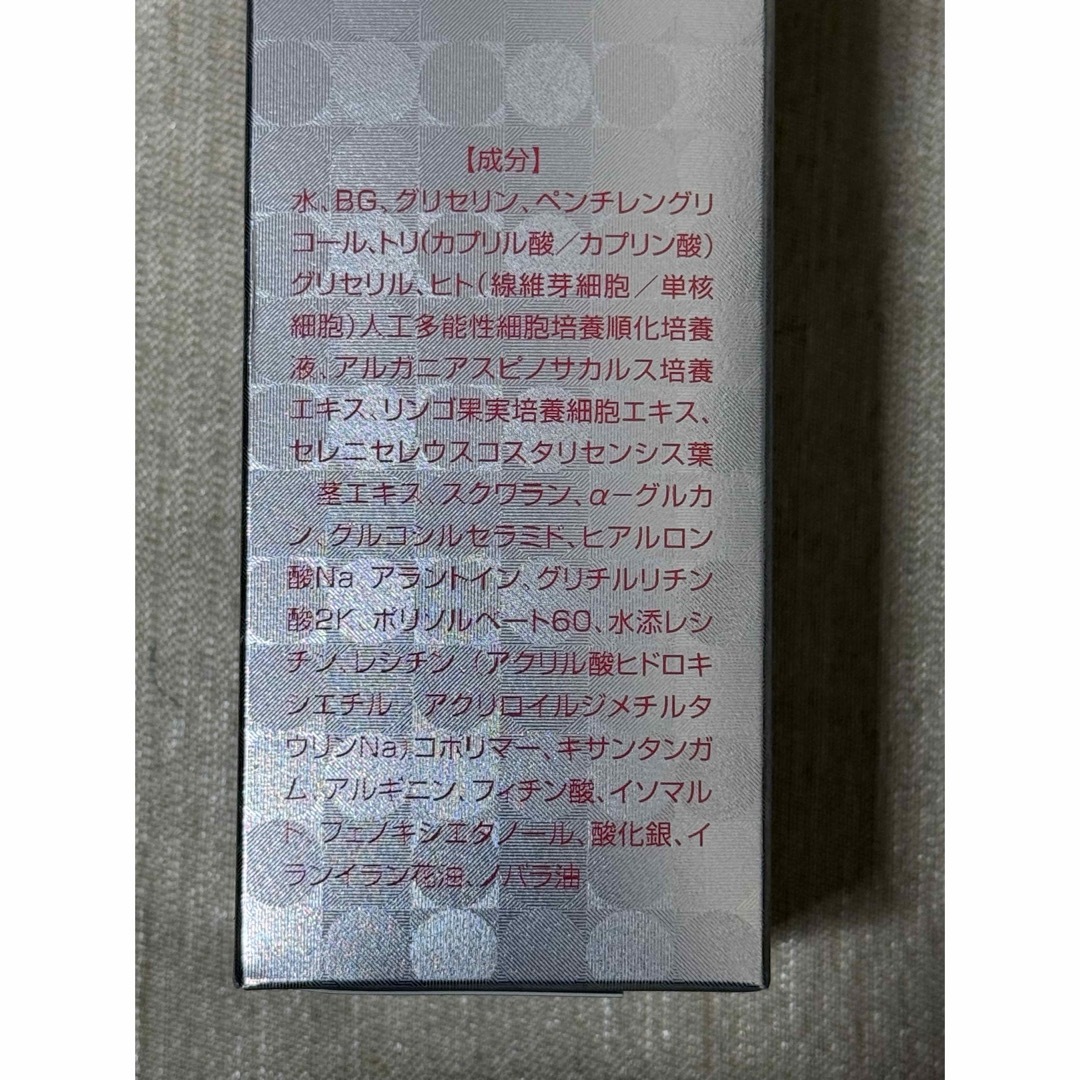 【成分】
水、BG、グリセリン、ペンチレングリ
コール、トリ(カプリル酸／カプリン酸)
グリセリル、ヒト(線維芽細胞／単核
細胞)人工多能性細胞培養順化培養
液、アルガニアスピノサカルス培養
エキス、リンゴ果実培養細胞エキス、
セレニセレウスコスタリセンシス葉
茎エキス、スクワラン、α－グルカ
ン、グルコシルセラミド、ヒアルロン
酸Na アラントイン、グリチルリチン
酸2K、ポリソルベート60、水添レシ
チン、レシチン、(アクリル酸ヒドロキ
シエチル アクリロイルジメチルタ
ウリンNa)コポリマー、キサンタンガ
ム、アルギニン、フィチン酸、イソマル
ト、フェノキシエタノール、酸化銀、イ
ランイラン花油、ノバラ油